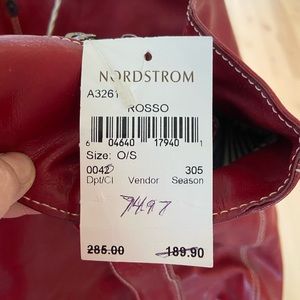 NORDSTROM
A3261
ROSSO
6 04640 17940 1
Size: O/S
0042 305
Dpt/Cl Vendor Season
285.00 189.90